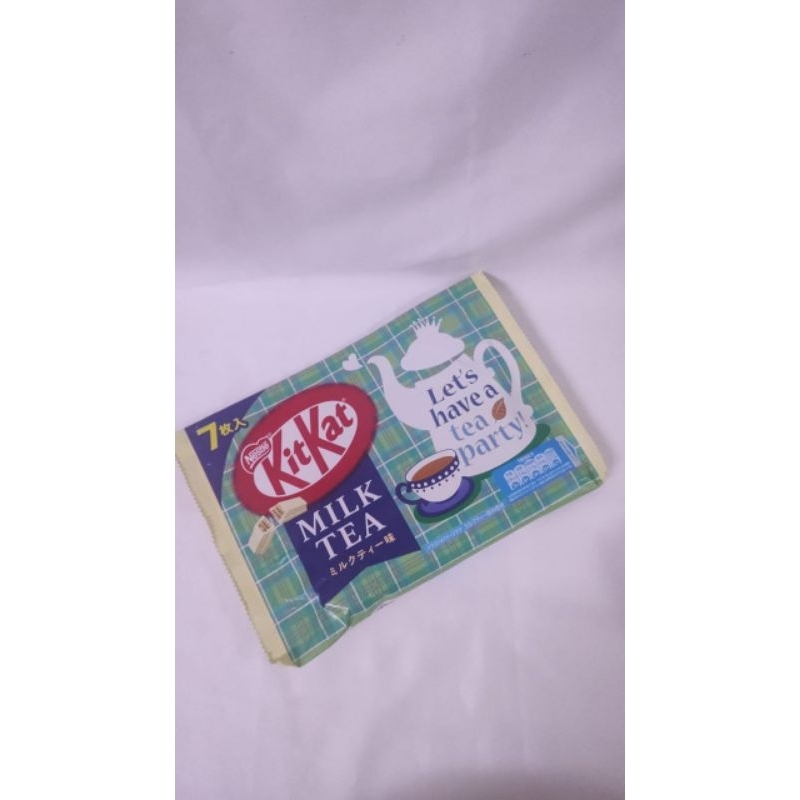 7枚入
Nestlé
KitKat
MILK
TEA
ミルクティー味
Let's
have a
tea
party!